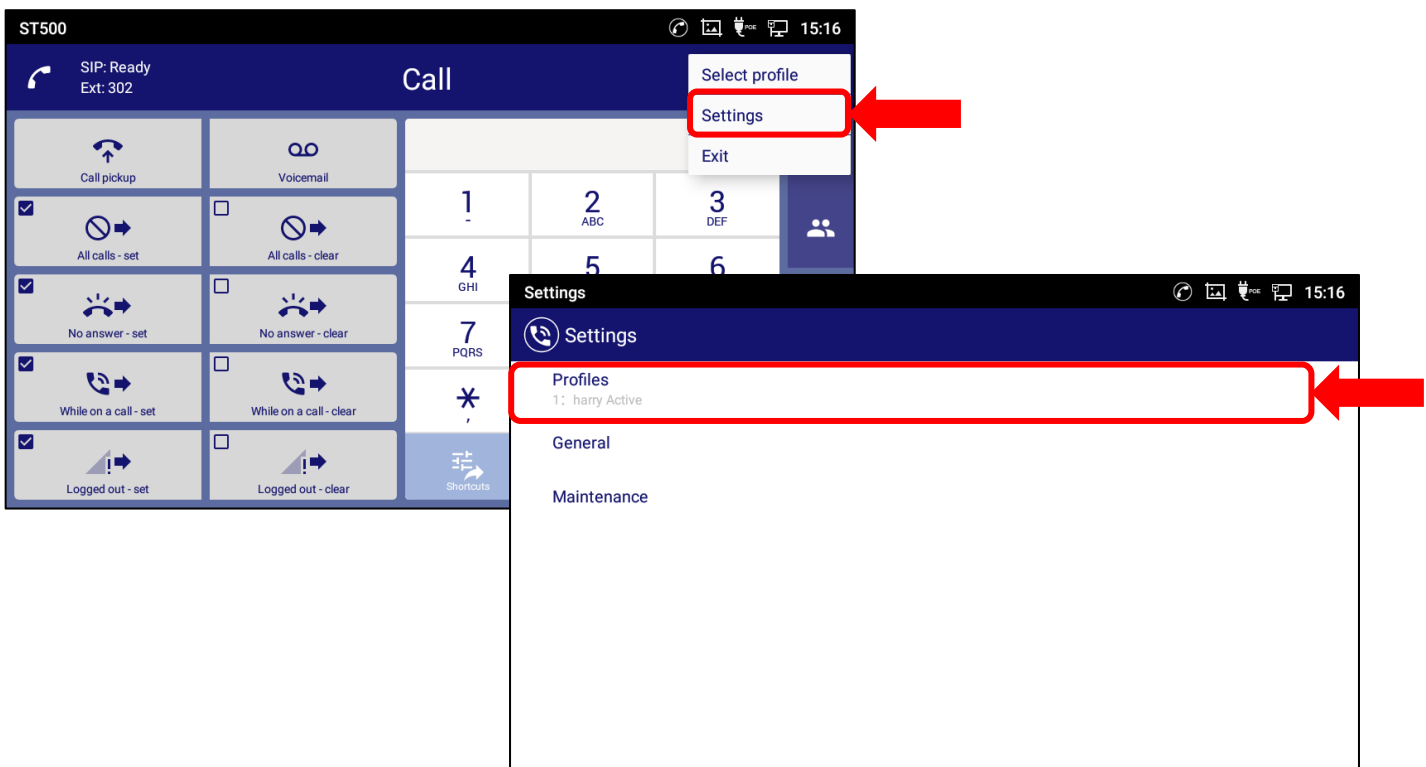 ST500
POE
15:16
SIP: Ready
Ext: 302
Call
Select profile
Settings
Exit
Call pickup
Voicemail
All calls - set
All calls - clear
No answer - set
No answer - clear
While on a call - set
While on a call - clear
Logged out - set
Logged out - clear
1
-
2
ABC
3
DEF
4
GHI
5
6
7
PQRS
*
,
Shortcuts
Settings
POE
15:16
Settings
Profiles
1: harry Active
General
Maintenance